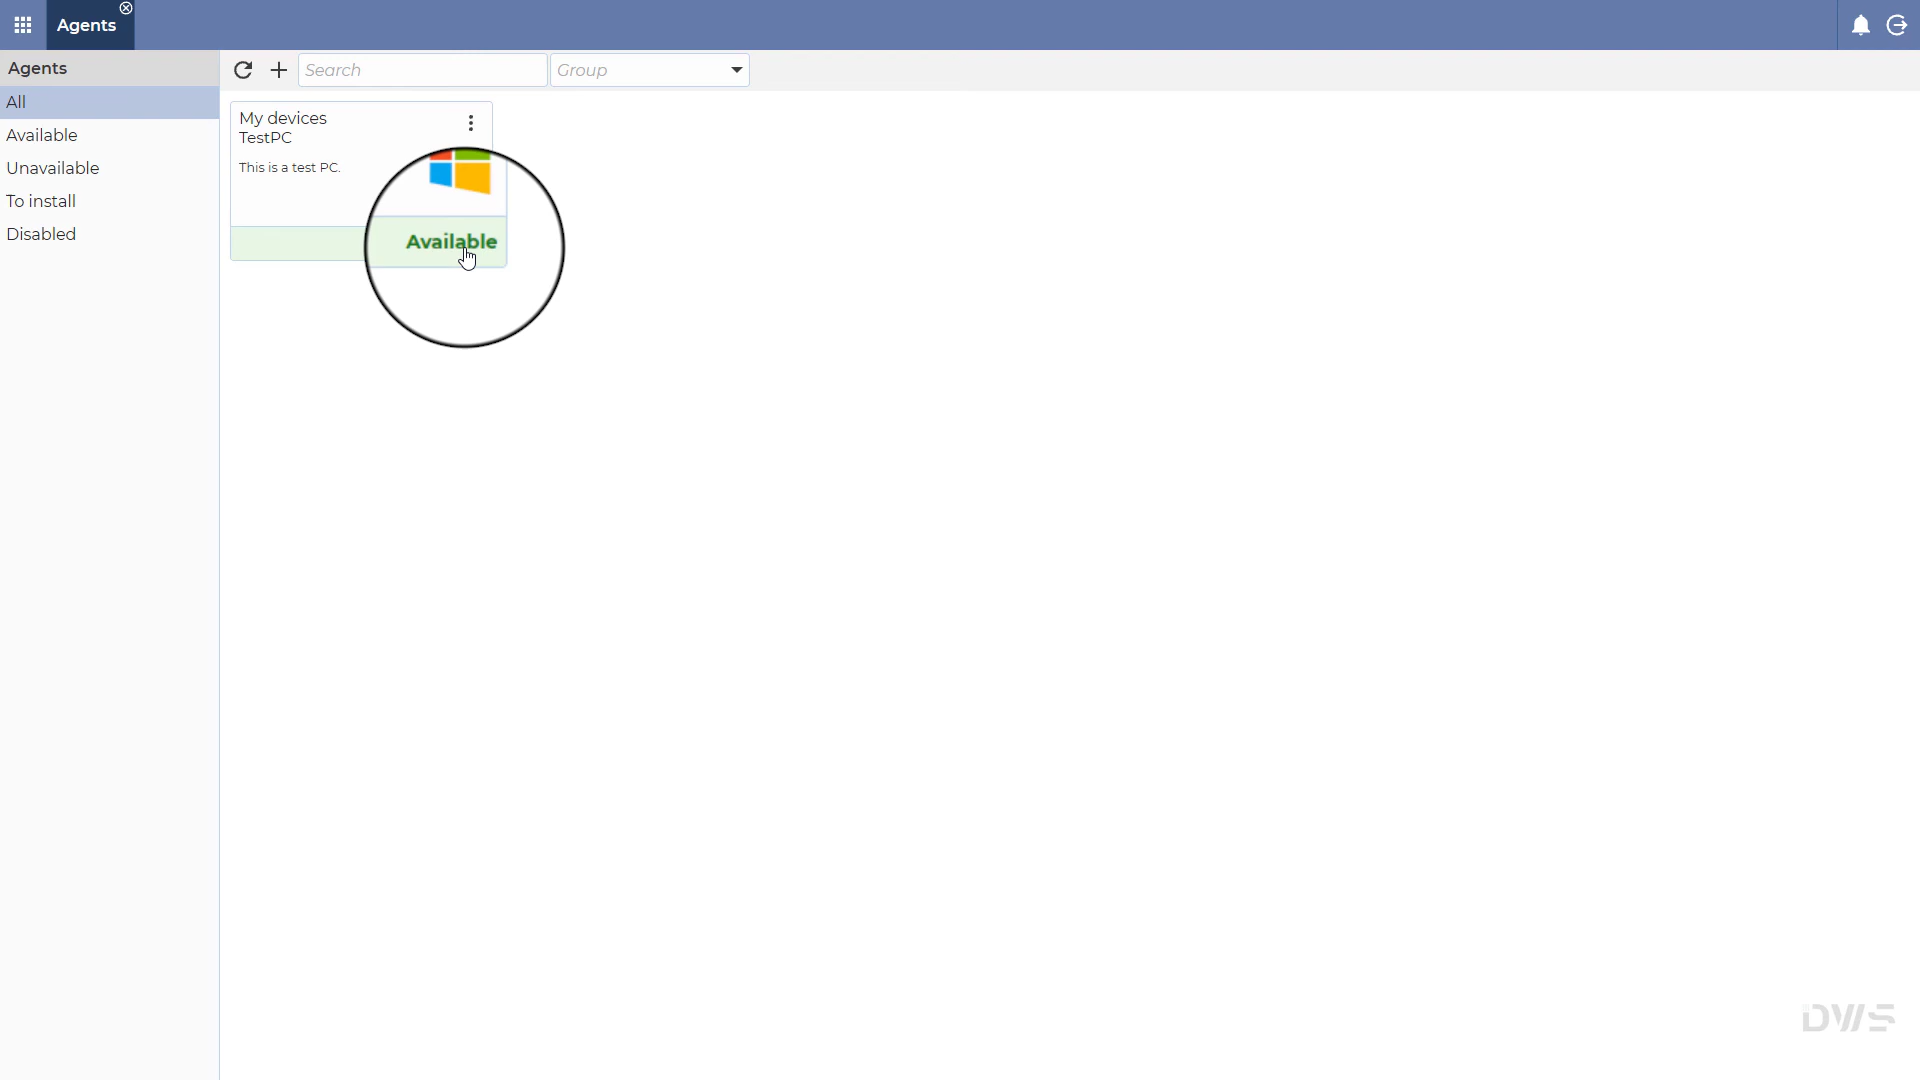 Agents
Agents
All
Available
Unavailable
To install
Disabled
Search
Group
My devices
TestPC
This is a test PC.
Available
DWS